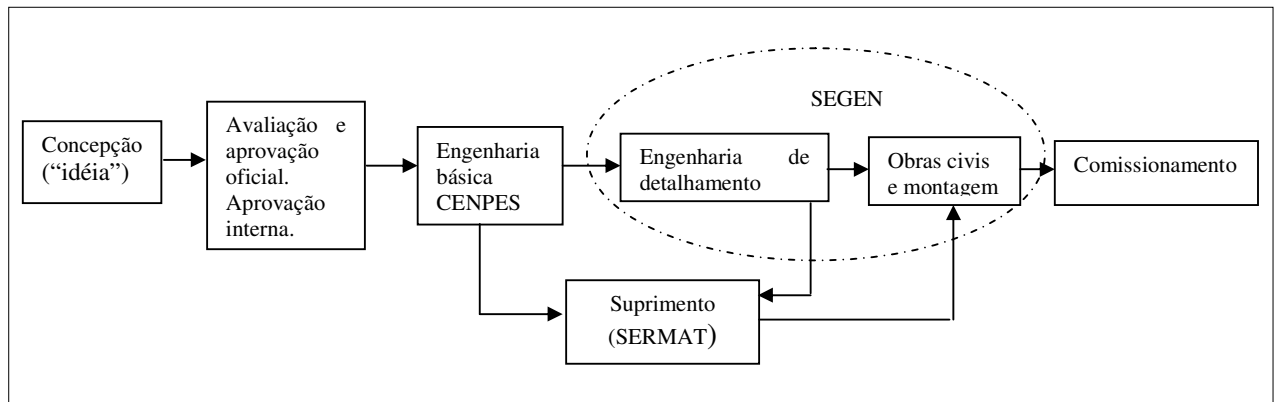 SEGEN
Concepção
(“idéia”)
Avaliação e
aprovação
oficial.
Aprovação
interna.
Engenharia
básica
CENPES
Engenharia de
detalhamento
Obras civis
e montagem
Comissionamento
Suprimento
(SERMAT)